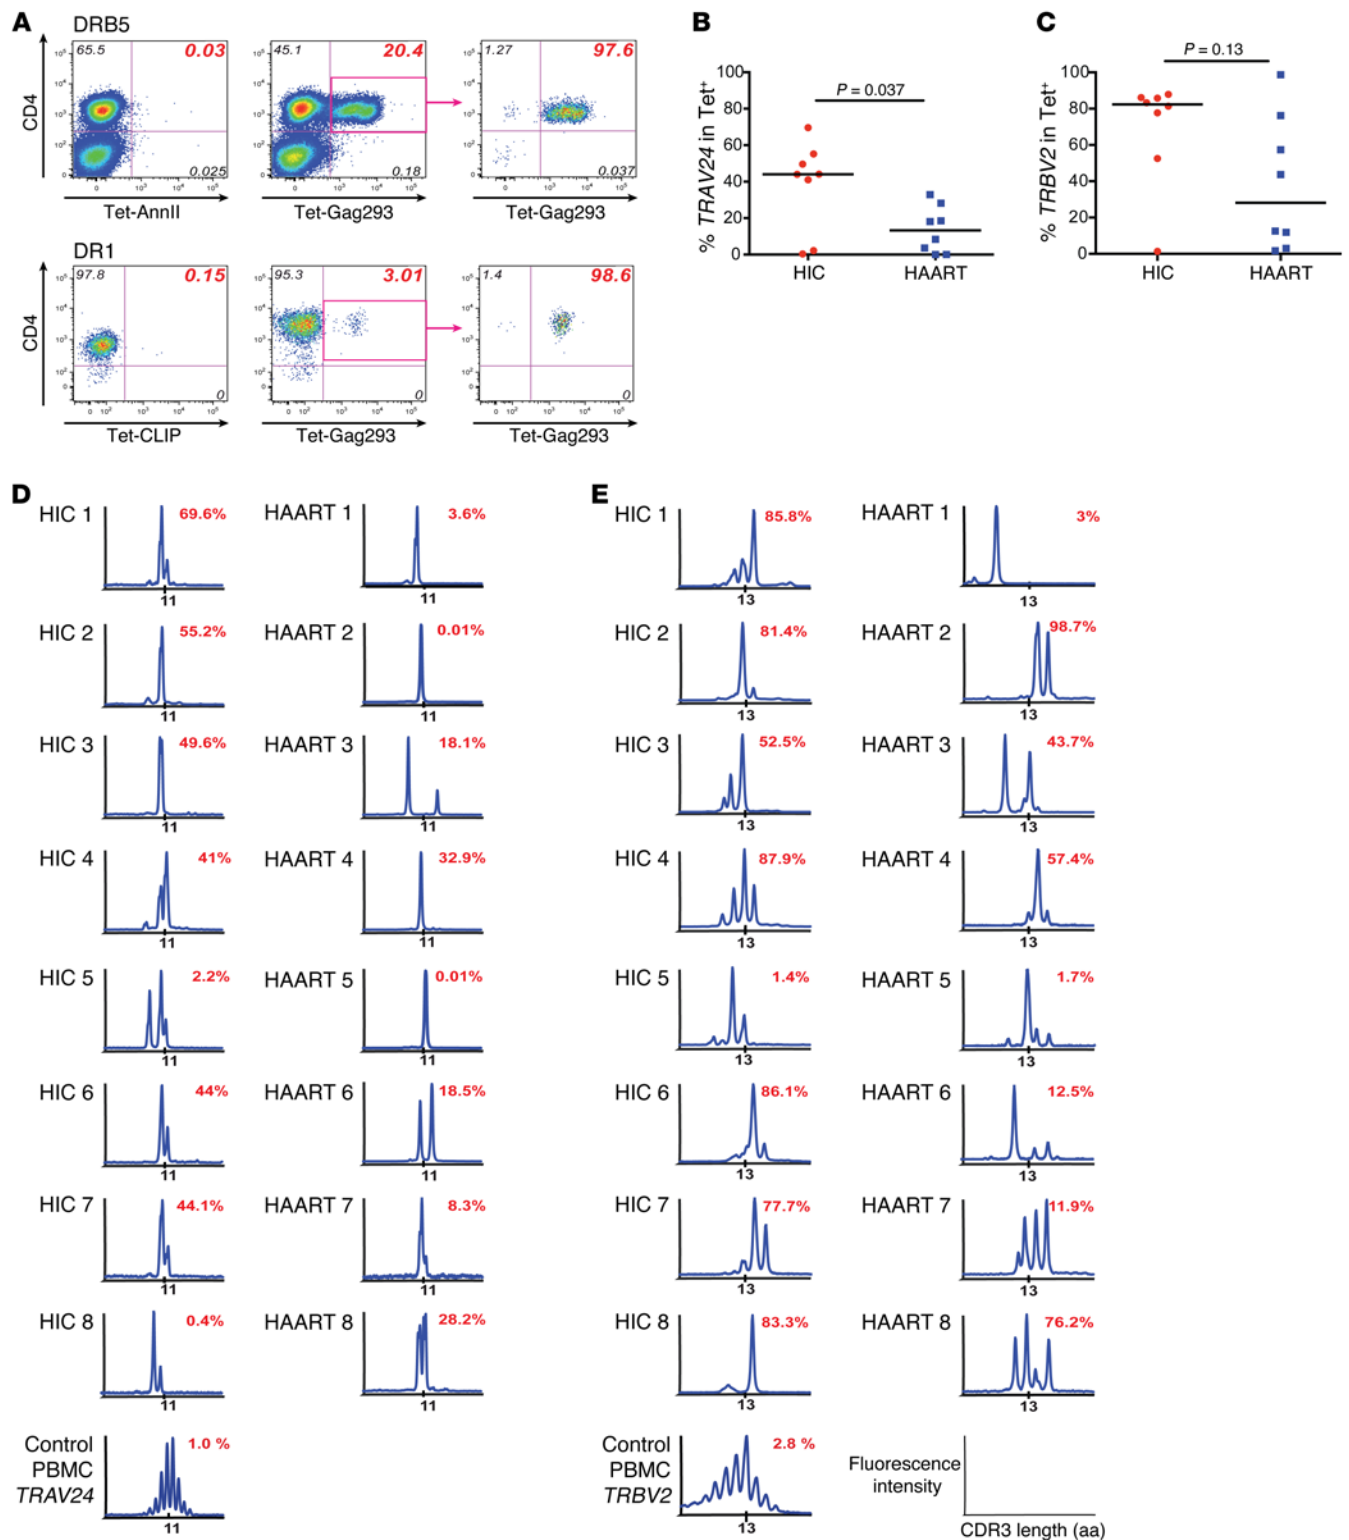 A
DRB5
CD4
65.5
0.03
0.025
Tet-AnnII
45.1
20.4
0.18
Tet-Gag293
1.27
97.6
0.037
Tet-Gag293
DR1
CD4
97.8
0.15
0
Tet-CLIP
95.3
3.01
0
Tet-Gag293
1.4
98.6
0
Tet-Gag293
B
% TRAV24 in Tet+
100
80
60
40
20
0
P = 0.037
HIC
HAART
C
% TRBV2 in Tet+
100
80
60
40
20
0
P = 0.13
HIC
HAART
D
HIC 1
69.6%
11
HAART 1
3.6%
11
HIC 2
55.2%
11
HAART 2
0.01%
11
HIC 3
49.6%
11
HAART 3
18.1%
11
HIC 4
41%
11
HAART 4
32.9%
11
HIC 5
2.2%
11
HAART 5
0.01%
11
HIC 6
44%
11
HAART 6
18.5%
11
HIC 7
44.1%
11
HAART 7
8.3%
11
HIC 8
0.4%
11
HAART 8
28.2%
11
Control
PBMC
TRAV24
1.0 %
11
E
HIC 1
85.8%
13
HAART 1
3%
13
HIC 2
81.4%
13
HAART 2
98.7%
13
HIC 3
52.5%
13
HAART 3
43.7%
13
HIC 4
87.9%
13
HAART 4
57.4%
13
HIC 5
1.4%
13
HAART 5
1.7%
13
HIC 6
86.1%
13
HAART 6
12.5%
13
HIC 7
77.7%
13
HAART 7
11.9%
13
HIC 8
83.3%
13
HAART 8
76.2%
13
Control
PBMC
TRBV2
2.8 %
13
Fluorescence
intensity
CDR3 length (aa)